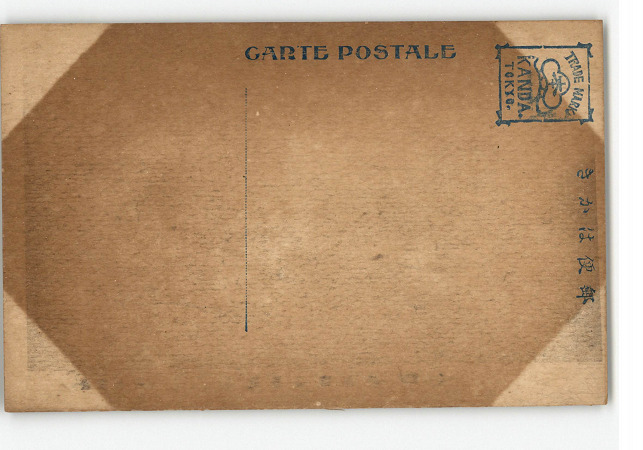 CARTE POSTALE
TRADE MARK
KANDA
TOKYO.
郵便はかき